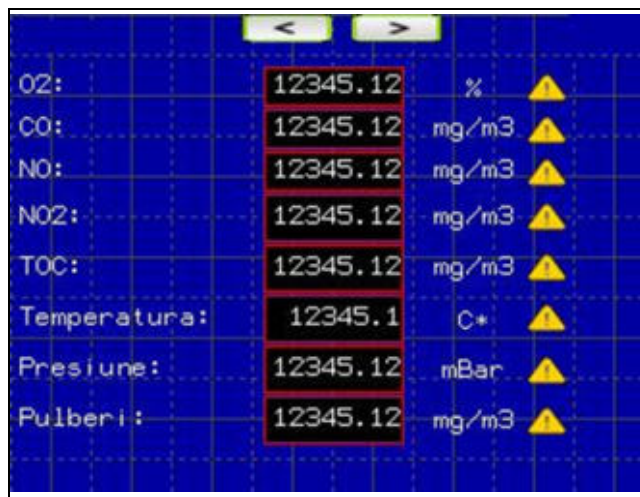 < >
O2: 12345.12 %
CO: 12345.12 mg/m3
NO: 12345.12 mg/m3
NO2: 12345.12 mg/m3
TOC: 12345.12 mg/m3
Temperatura: 12345.1 C*
Presiune: 12345.12 mBar
Pulberi: 12345.12 mg/m3